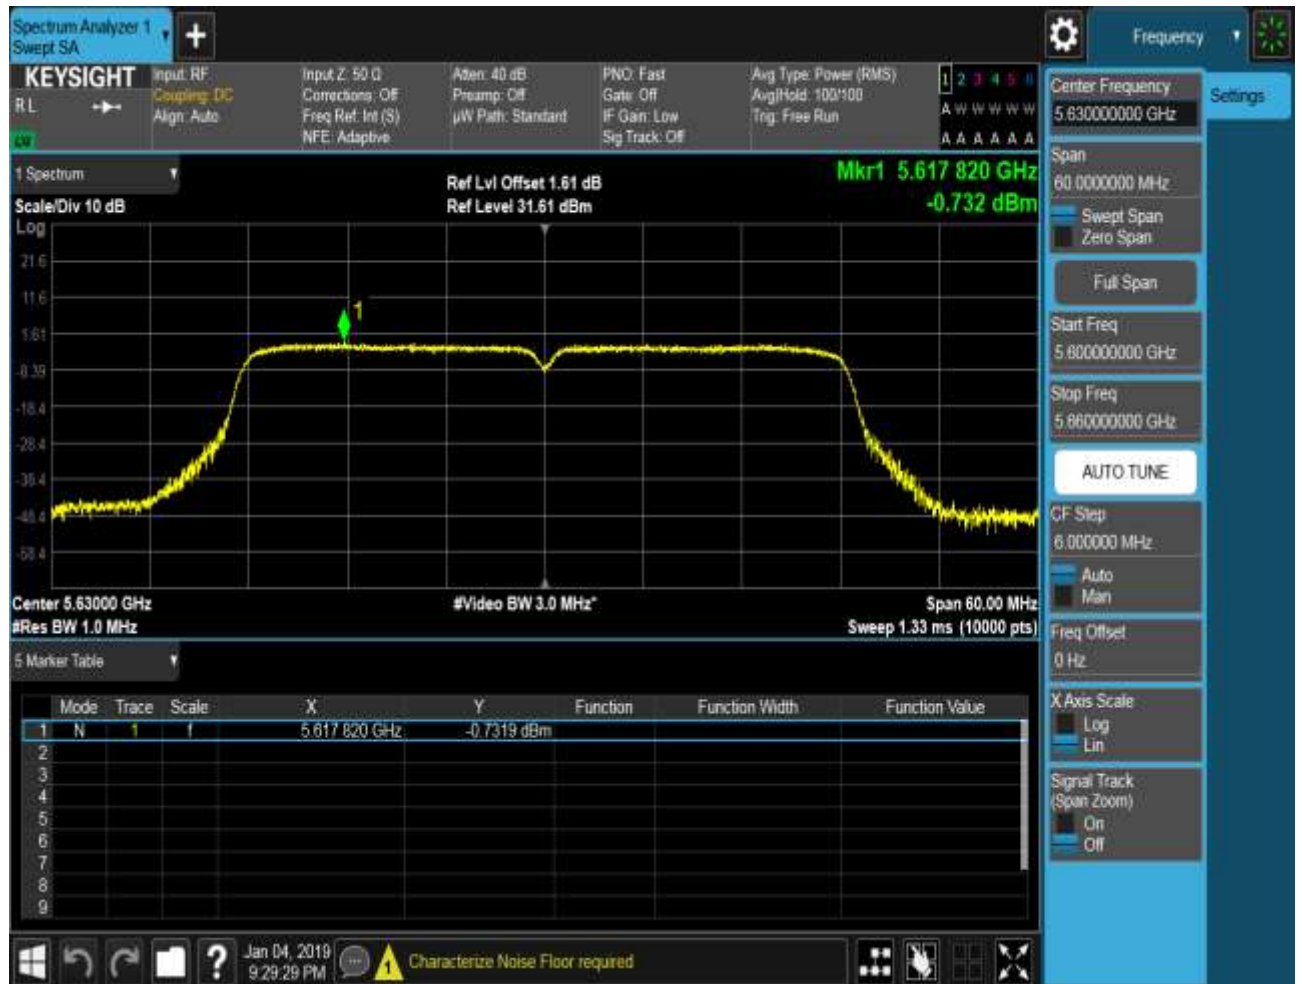 Spectrum Analyzer 1
Swept SA
+
Frequency
KEYSIGHT
RL
Input: RF
Coupling: DC
Align: Auto
Input Z: 50 Ω
Corrections: Off
Freq Ref: Int (S)
NFE: Adaptive
Atten: 40 dB
Preamp: Off
µW Path: Standard
PNO: Fast
Gate: Off
IF Gain: Low
Sig Track: Off
Avg Type: Power (RMS)
Avg|Hold: 100/100
Trig: Free Run
1 2 3 4 5 6
A W W W W W
A A A A A A
Settings
Center Frequency
5.630000000 GHz
Span
60.0000000 MHz
Swept Span
Zero Span
Full Span
Start Freq
5.600000000 GHz
Stop Freq
5.660000000 GHz
AUTO TUNE
CF Step
6.000000 MHz
Auto
Man
Freq Offset
0 Hz
X Axis Scale
Log
Lin
Signal Track
(Span Zoom)
On
Off
1 Spectrum
Scale/Div 10 dB
Log
Ref Lvl Offset 1.61 dB
Ref Level 31.61 dBm
Mkr1 5.617 820 GHz
-0.732 dBm
21.6
11.6
1.61
-8.39
-18.4
-28.4
-38.4
-48.4
-58.4
1
Center 5.63000 GHz
#Res BW 1.0 MHz
#Video BW 3.0 MHz*
Span 60.00 MHz
Sweep 1.33 ms (10000 pts)
5 Marker Table
Mode Trace Scale X Y Function Function Width Function Value
1 N 1 f 5.617 820 GHz -0.7319 dBm
2
3
4
5
6
7
8
9
?
Jan 04, 2019
9:29:29 PM
1
Characterize Noise Floor required